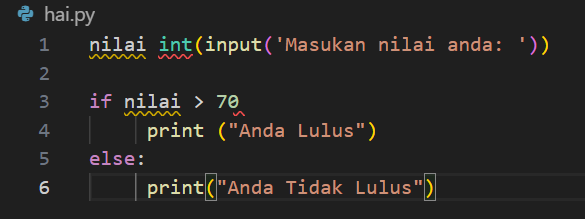 hai.py
1 nilai int(input('Masukan nilai anda: '))
2
3 if nilai > 70
4 print ("Anda Lulus")
5 else:
6 print("Anda Tidak Lulus")